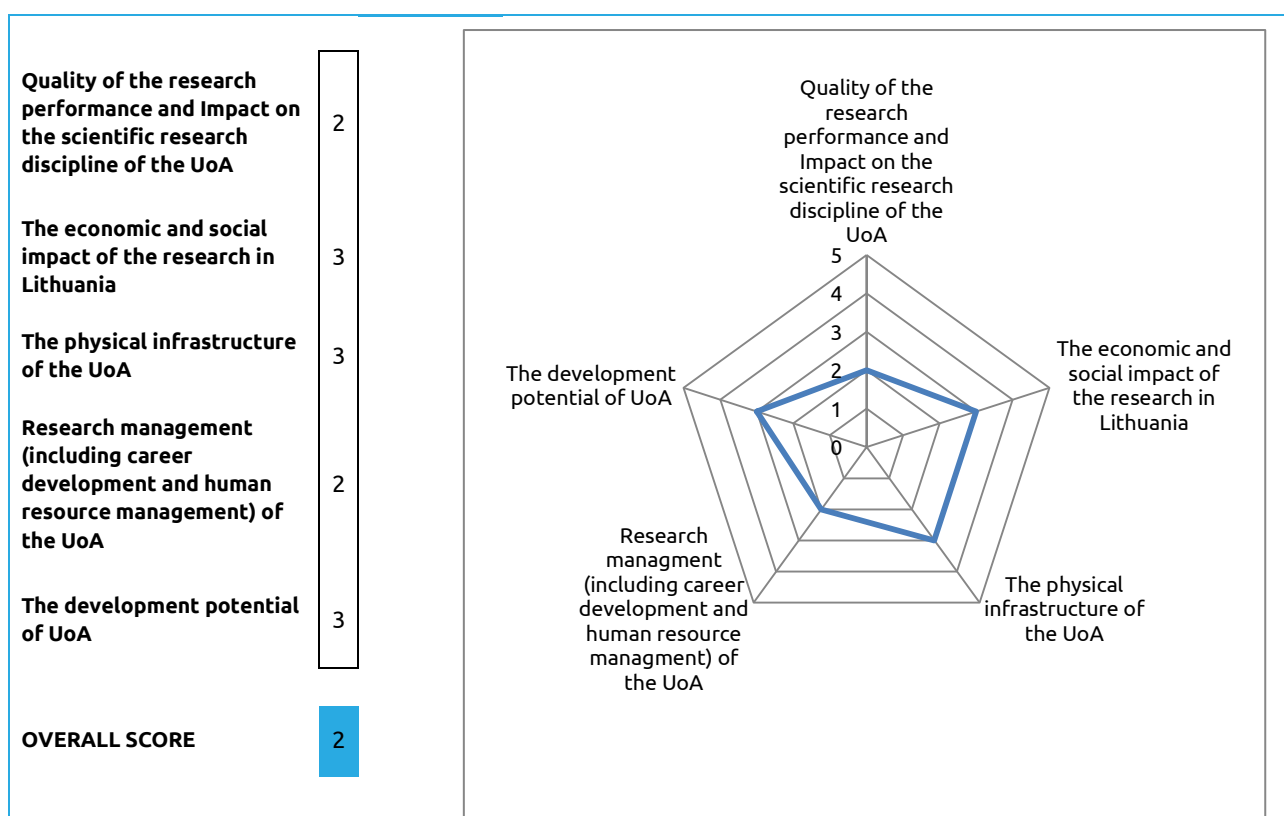 Quality of the research
performance and Impact on
the scientific research
discipline of the UoA
2
The economic and social
impact of the research in
Lithuania
3
The physical infrastructure
of the UoA
3
Research management
(including career
development and human
resource management) of
the UoA
2
The development potential
of UoA
3
OVERALL SCORE
2
Quality of the
research
performance and
Impact on the
scientific research
discipline of the
UoA
5
4
3
2
1
0
The economic and
social impact of
the research in
Lithuania
The physical
infrastructure of
the UoA
Research
managment
(including career
development and
human resource
managment) of
the UoA
The development
potential of UoA